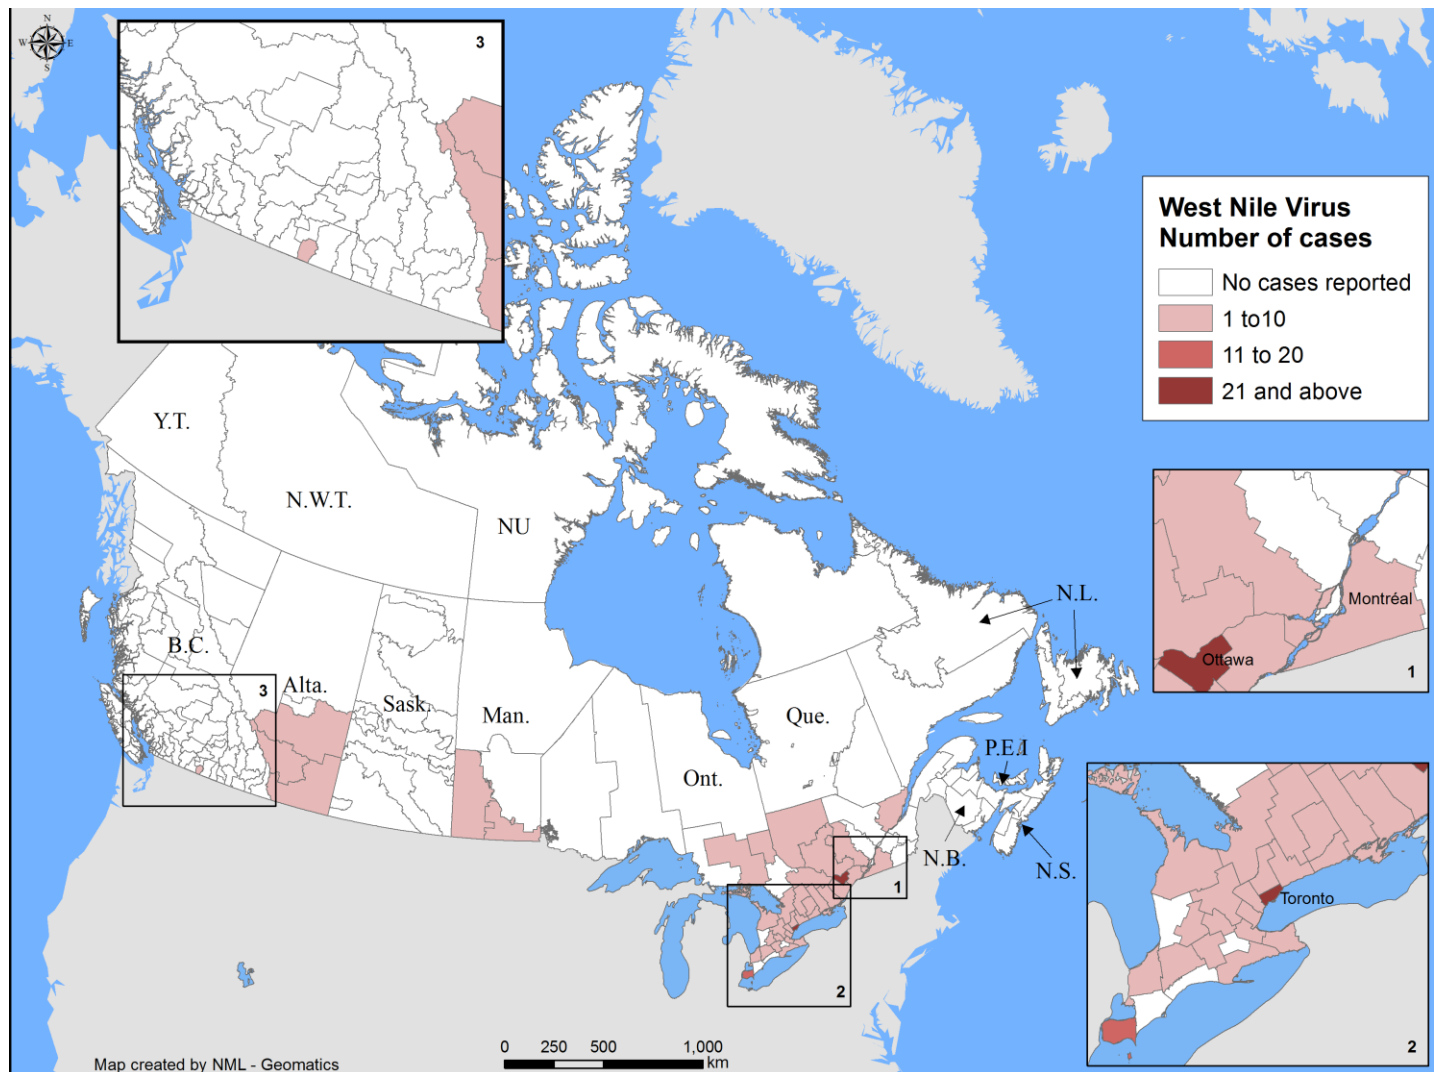 N
W
E
S
3
West Nile Virus
Number of cases
No cases reported
1 to10
11 to 20
21 and above
Y.T.
N.W.T.
NU
B.C.
3
Alta.
Sask.
Man.
Ont.
Que.
N.L.
P.E.I
N.B.
N.S.
1
2
Montréal
Ottawa
1
Toronto
2
0 250 500 1,000
km
Map created by NML - Geomatics